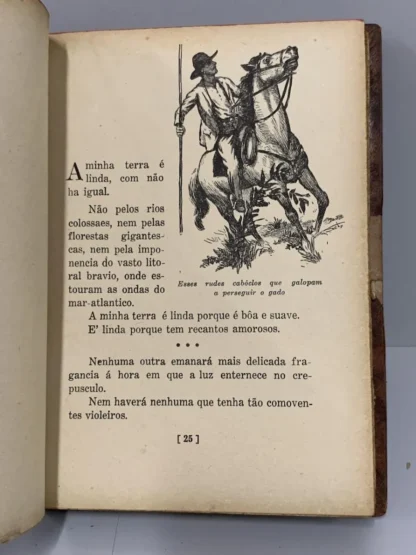 A minha terra é
linda, com não
ha igual.
Não pelos rios
colossaes, nem pelas
florestas gigantes-
cas, nem pela impo-
nencia do vasto lito-
ral bravio, onde es-
touram as ondas do
mar-atlantico.
Esses rudes cabôclos que galopam
a perseguir o gado
A minha terra é linda porque é bôa e suave.
E' linda porque tem recantos amorosos.
* * *
Nenhuma outra emanará mais delicada fra-
gancia á hora em que a luz enternece no cre-
pusculo.
Nem haverá nenhuma que tenha tão comoven-
tes violeiros.
[ 25 ]